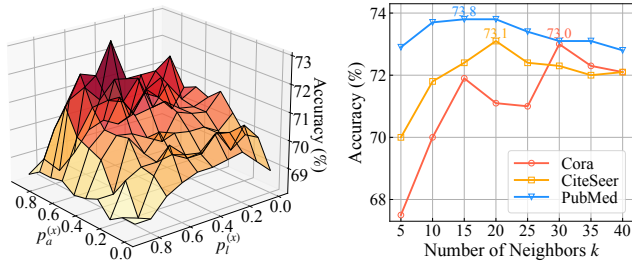 73
72
71
70
69
Accuracy (%)
0.8
0.6
0.4
0.2
0.0
p_a^(x)
0.8
0.6
0.4
0.2
0.0
p_l^(x)
74
72
70
68
Accuracy (%)
73.8
73.1
73.0
Cora
CiteSeer
PubMed
5 10 15 20 25 30 35 40
Number of Neighbors k